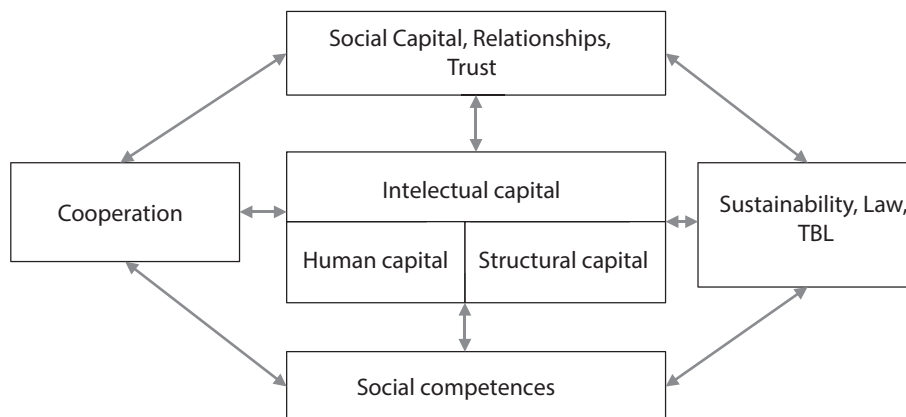 Social Capital, Relationships,
Trust
Intelectual capital
Cooperation
Sustainability, Law,
TBL
Human capital
Structural capital
Social competences